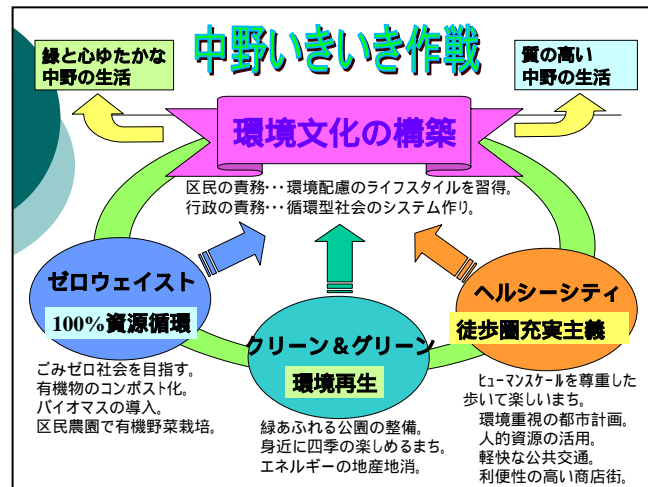 中野いきいき作戦
緑と心ゆたかな
中野の生活
質の高い
中野の生活
環境文化の構築
区民の責務･･･環境配慮のライフスタイルを習得。
行政の責務･･･循環型社会のシステム作り。
ゼロウェイスト
100%資源循環
ごみゼロ社会を目指す。
有機物のコンポスト化。
バイオマスの導入。
区民農園で有機野菜栽培。
クリーン＆グリーン
環境再生
緑あふれる公園の整備。
身近に四季の楽しめるまち。
エネルギーの地産地消。
ヘルシーシティ
徒歩圏充実主義
ﾋｭｰﾏﾝｽｹｰﾙを尊重した
歩いて楽しいまち。
環境重視の都市計画。
人的資源の活用。
軽快な公共交通。
利便性の高い商店街。